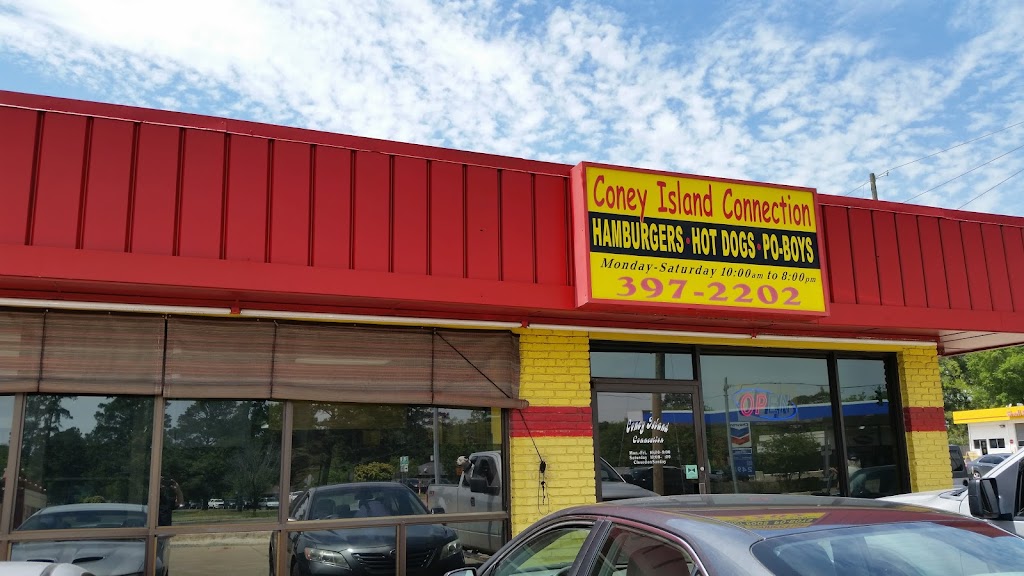 Coney Island Connection
HAMBURGERS • HOT DOGS • PO-BOYS
Monday-Saturday 10:00am to 8:00pm
397-2202
OPEN
Coney Island
Connection